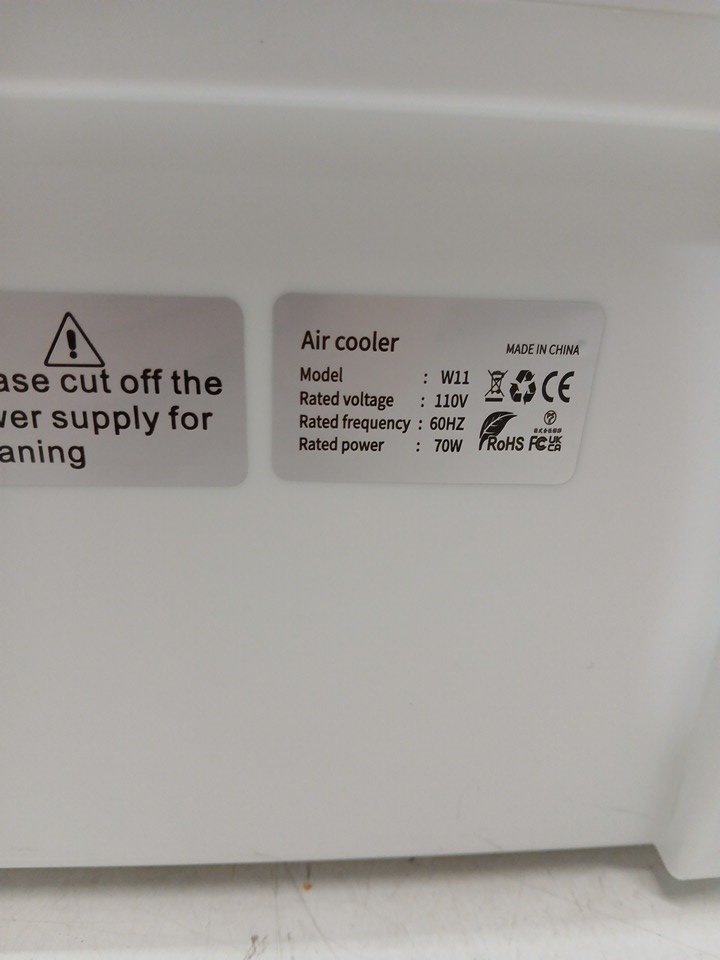 ase cut off the
wer supply for
aning
Air cooler
MADE IN CHINA
Model : W11
Rated voltage : 110V
Rated frequency : 60HZ
Rated power : 70W
CE
RoHS FC UK
CA